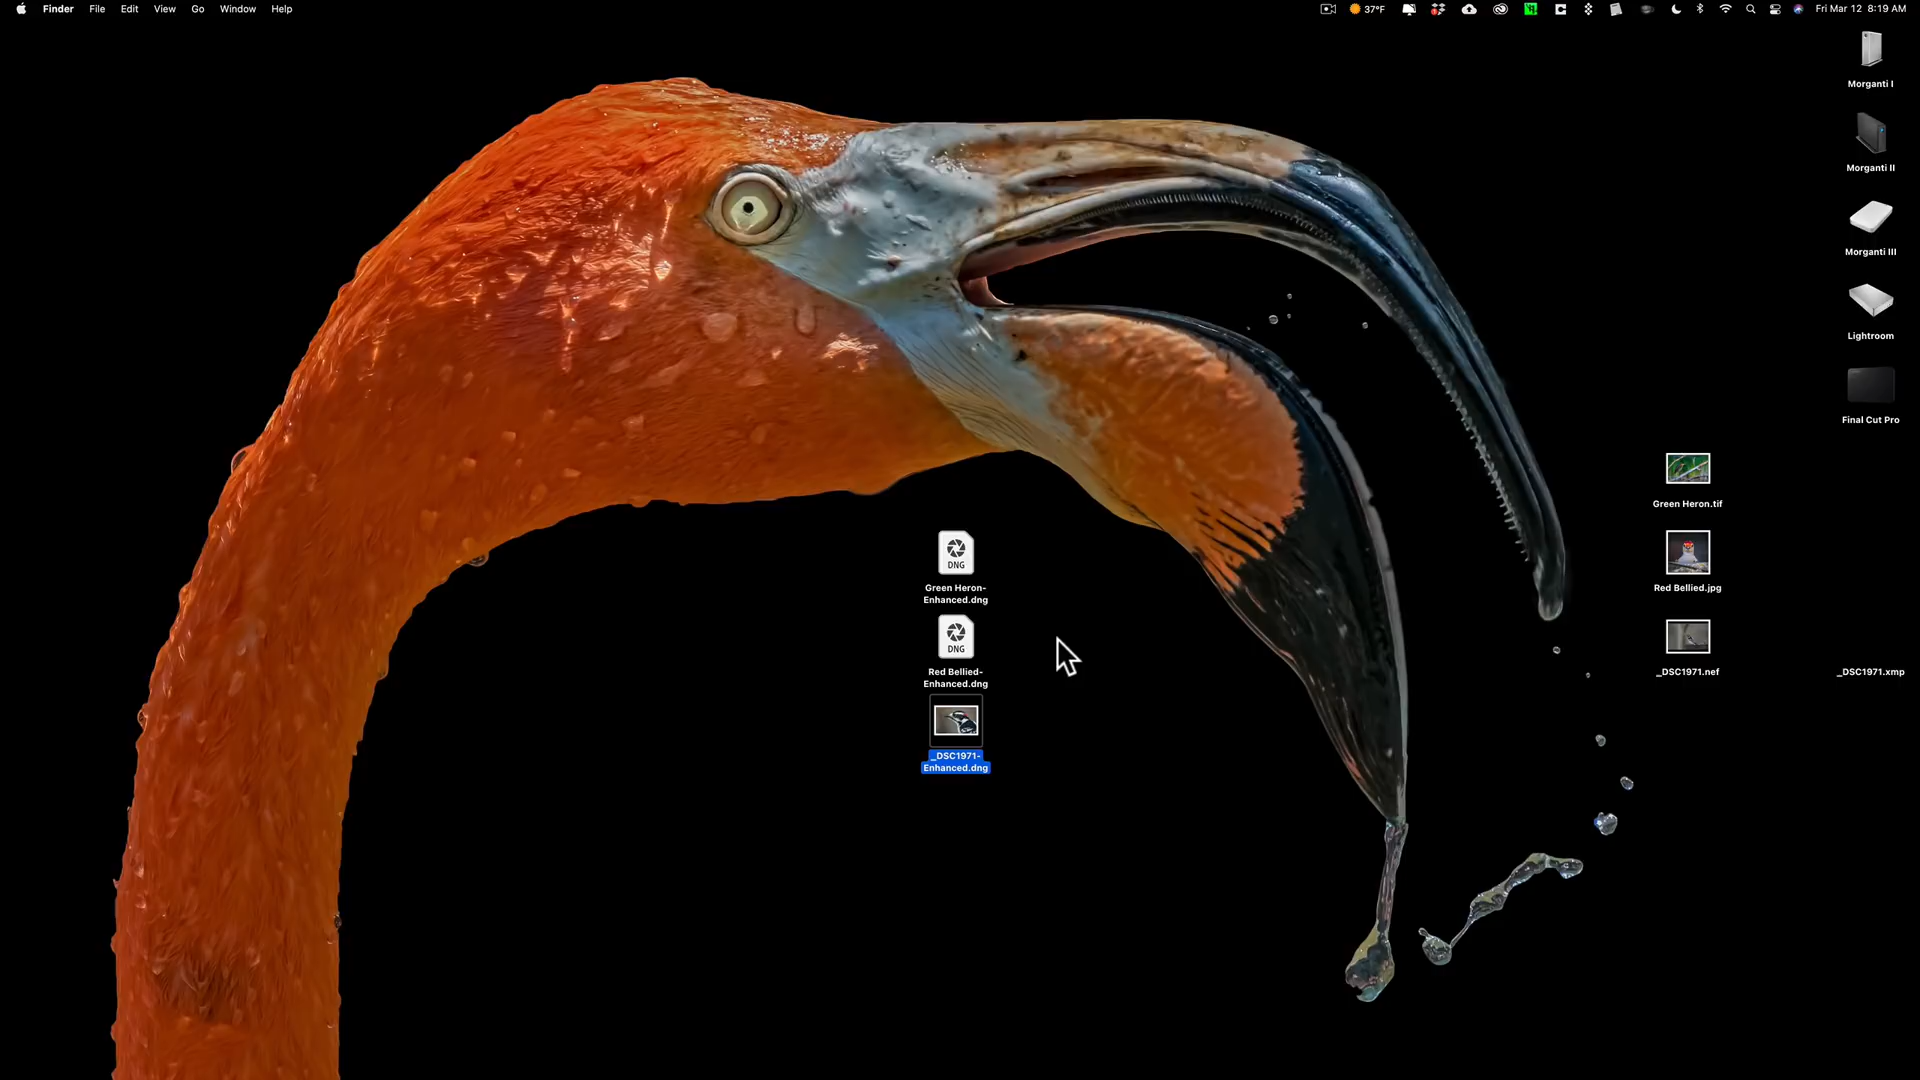 Finder File Edit View Go Window Help
37°F
Fri Mar 12 8:19 AM
Morganti I
Morganti II
Morganti III
Lightroom
Final Cut Pro
Green Heron.tif
Red Bellied.jpg
_DSC1971.nef
_DSC1971.xmp
DNG
Green Heron-
Enhanced.dng
DNG
Red Bellied-
Enhanced.dng
_DSC1971-
Enhanced.dng